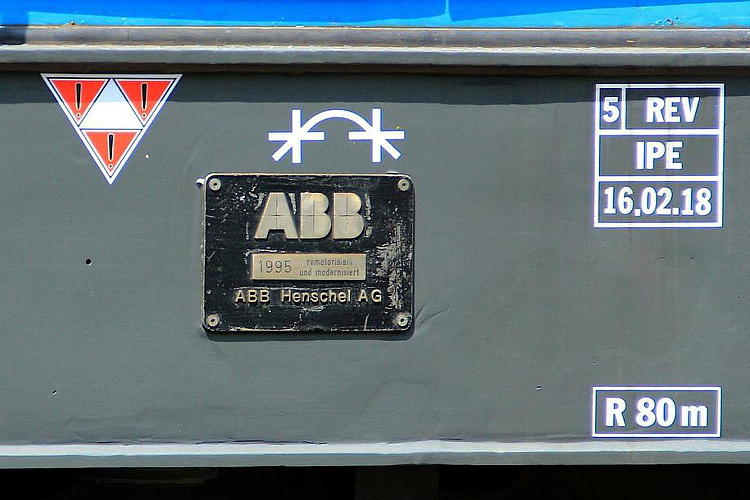 ABB
1995 remotorisiert
und modernisiert
ABB Henschel AG
5 REV
IPE
16.02.18
R 80 m